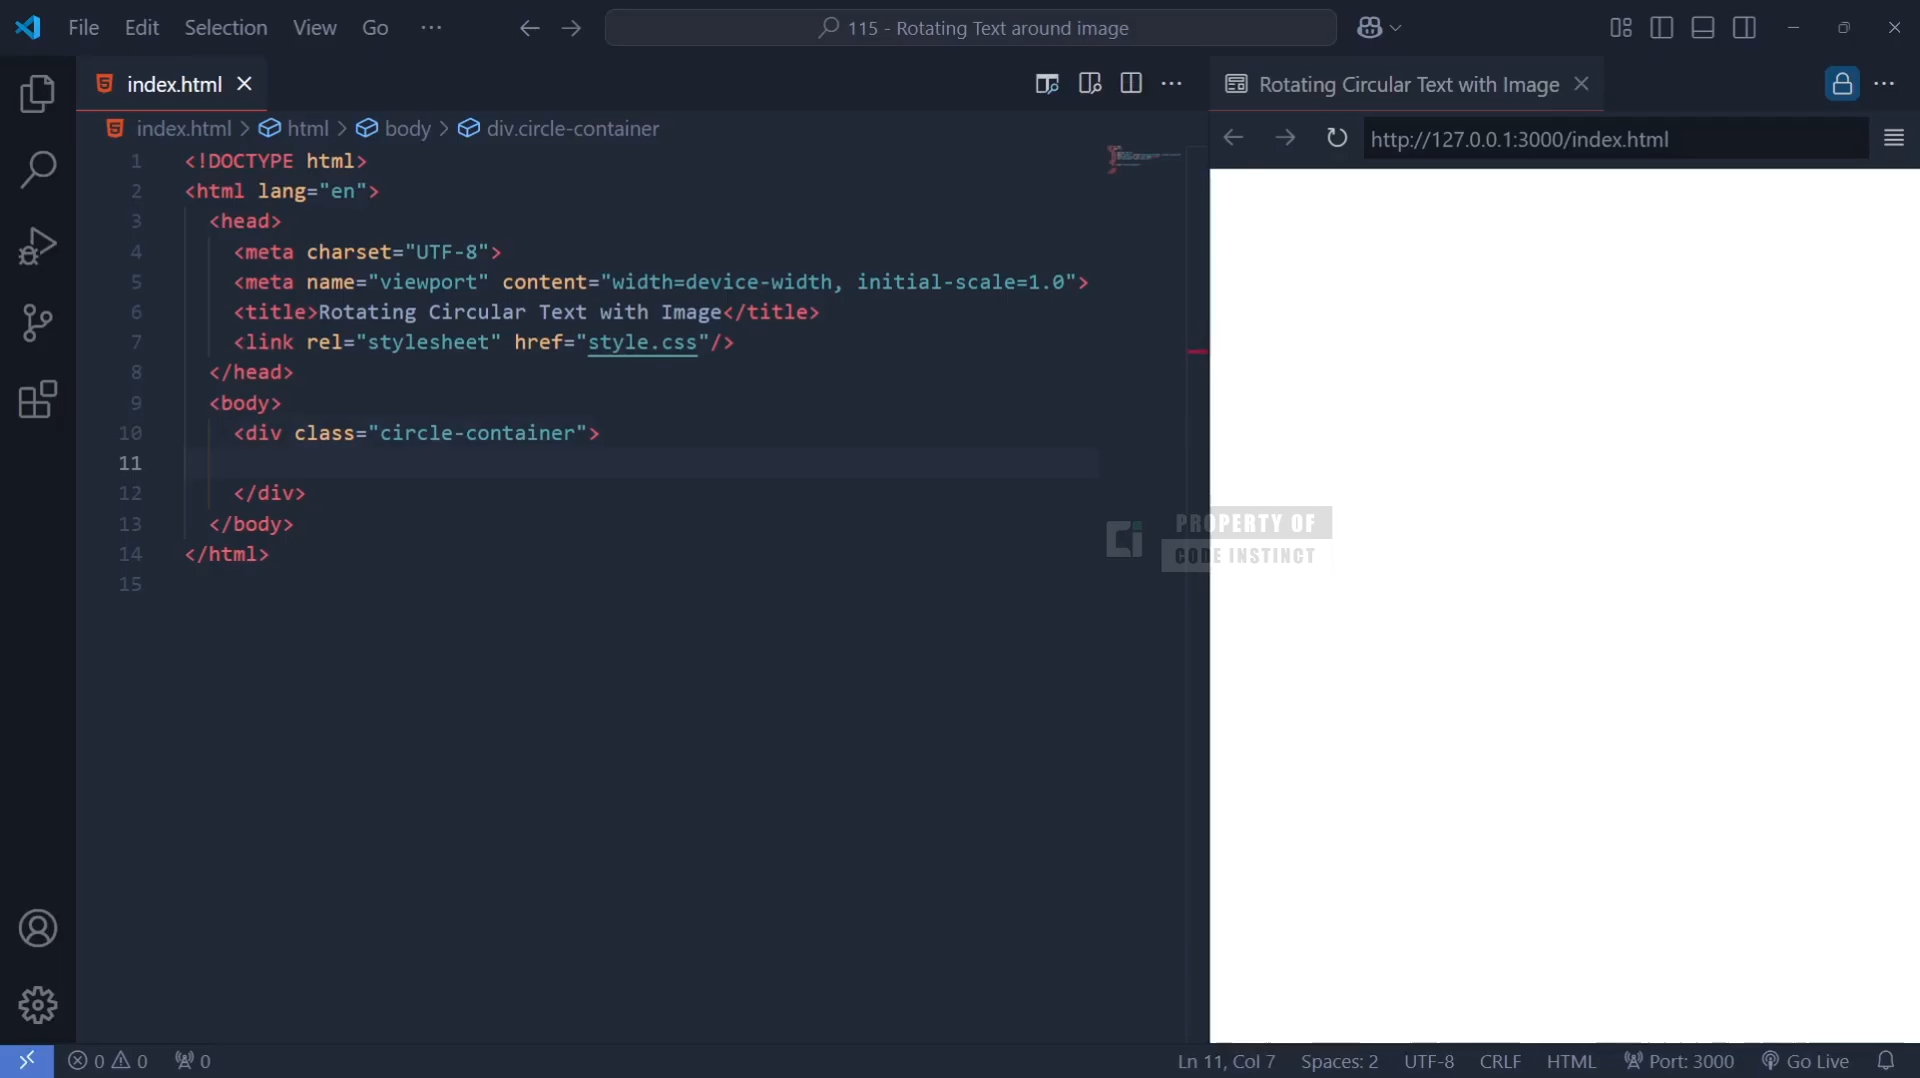 File Edit Selection View Go ··· 115 - Rotating Text around image
index.html Rotating Circular Text with Image
index.html > html > body > div.circle-container
http://127.0.0.1:3000/index.html
1 <!DOCTYPE html>
2 <html lang="en">
3 <head>
4 <meta charset="UTF-8">
5 <meta name="viewport" content="width=device-width, initial-scale=1.0">
6 <title>Rotating Circular Text with Image</title>
7 <link rel="stylesheet" href="style.css"/>
8 </head>
9 <body>
10 <div class="circle-container">
11
12 </div>
13 </body>
14 </html>
15
Ci PROPERTY OF
CODE INSTINCT
0 0 0 Ln 11, Col 7 Spaces: 2 UTF-8 CRLF HTML Port: 3000 Go Live